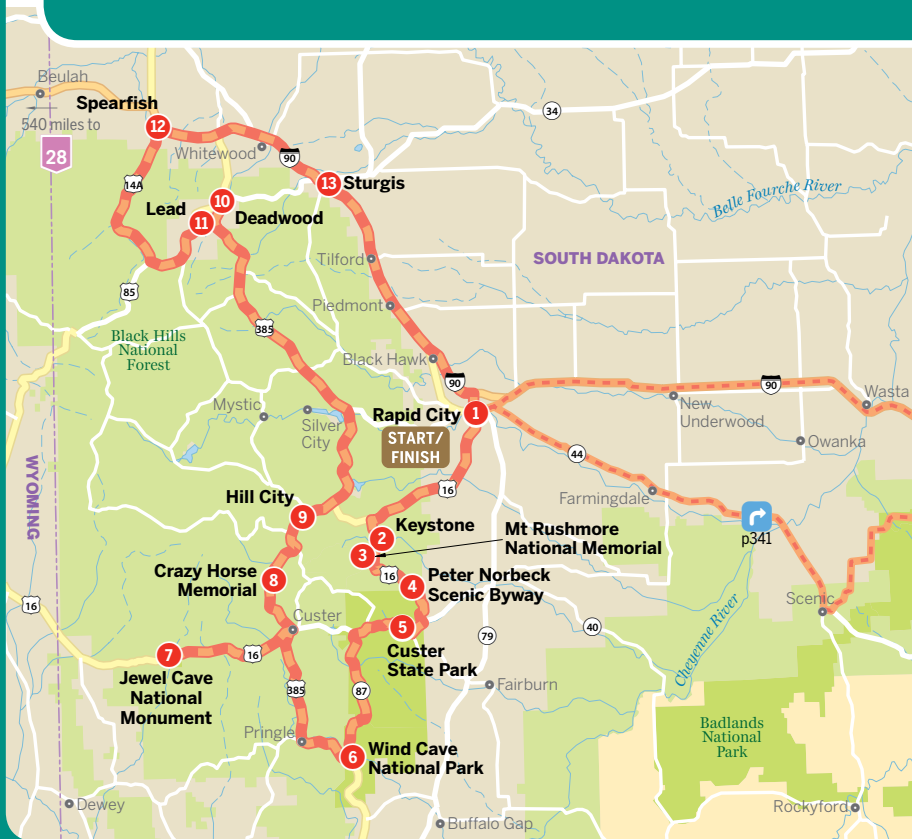 Beulah
Spearfish
540 miles to
28
12
Whitewood
90
34
14A
13
Sturgis
Belle Fourche River
10
Lead
11
Deadwood
SOUTH DAKOTA
Tilford
85
Piedmont
385
Black Hills
National
Forest
Black Hawk
90
90
Wasta
Mystic
Silver
City
Rapid City
1
START/
FINISH
New
Underwood
Owanka
44
WYOMING
16
Farmingdale
Hill City
9
Keystone
2
3
Mt Rushmore
National Memorial
p341
Crazy Horse
Memorial
8
16
4
Peter Norbeck
Scenic Byway
16
Custer
5
Custer
State Park
79
40
Cheyenne River
Scenic
7
16
Jewel Cave
National
Monument
385
87
Fairburn
Pringle
6
Wind Cave
National Park
Badlands
National
Park
Dewey
Buffalo Gap
Rockyford